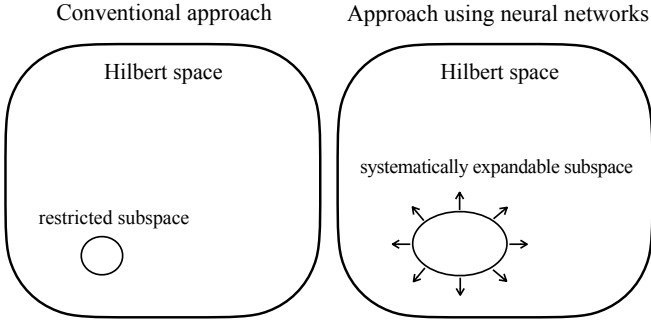 Conventional approach
Approach using neural networks
Hilbert space
Hilbert space
systematically expandable subspace
restricted subspace